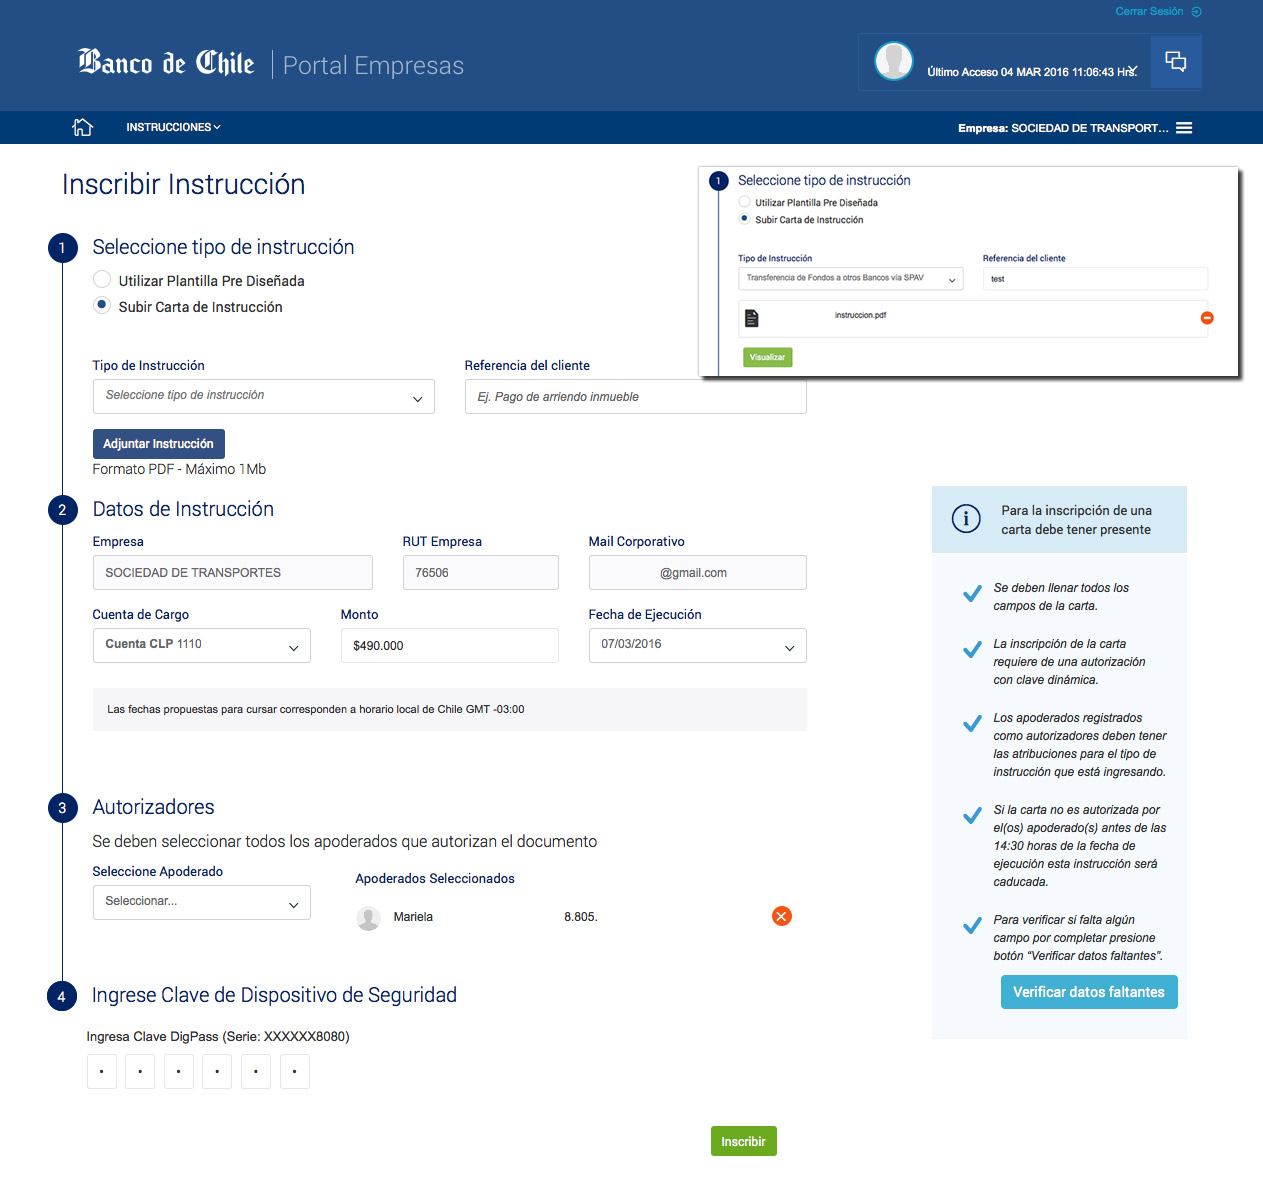 Cerrar Sesión
Banco de Chile
Portal Empresas
Último Acceso 04 MAR 2016 11:06:43 Hrs.
INSTRUCCIONES
Empresa: SOCIEDAD DE TRANSPORT...
Inscribir Instrucción
1
Seleccione tipo de instrucción
Utilizar Plantilla Pre Diseñada
Subir Carta de Instrucción
Tipo de Instrucción
Referencia del cliente
Transferencia de Fondos a otros Bancos vía SPAV
test
instruccion.pdf
Visualizar
1
Seleccione tipo de instrucción
Utilizar Plantilla Pre Diseñada
Subir Carta de Instrucción
Tipo de Instrucción
Referencia del cliente
Seleccione tipo de instrucción
Ej. Pago de arriendo inmueble
Adjuntar Instrucción
Formato PDF - Máximo 1Mb
2
Datos de Instrucción
Empresa
RUT Empresa
Mail Corporativo
SOCIEDAD DE TRANSPORTES
76506
@gmail.com
Cuenta de Cargo
Monto
Fecha de Ejecución
Cuenta CLP 1110
$490.000
07/03/2016
Las fechas propuestas para cursar corresponden a horario local de Chile GMT -03:00
3
Autorizadores
Se deben seleccionar todos los apoderados que autorizan el documento
Seleccione Apoderado
Apoderados Seleccionados
Seleccionar...
Mariela
8.805.
4
Ingrese Clave de Dispositivo de Seguridad
Ingresa Clave DigPass (Serie: XXXXXX8080)
Inscribir
i
Para la inscripción de una
carta debe tener presente
Se deben llenar todos los
campos de la carta.
La inscripción de la carta
requiere de una autorización
con clave dinámica.
Los apoderados registrados
como autorizadores deben tener
las atribuciones para el tipo de
instrucción que está ingresando.
Si la carta no es autorizada por
el(os) apoderado(s) antes de las
14:30 horas de la fecha de
ejecución esta instrucción será
caducada.
Para verificar si falta algún
campo por completar presione
botón “Verificar datos faltantes”.
Verificar datos faltantes